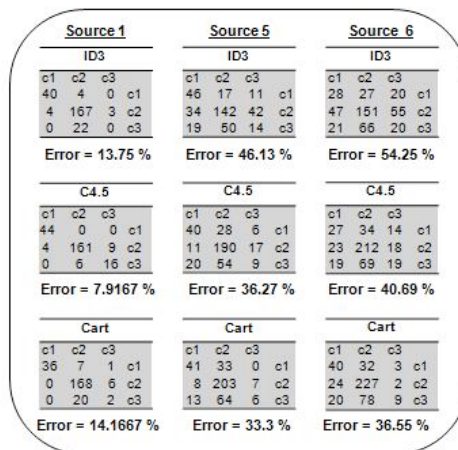 Source 1 Source 5 Source 6
ID3 ID3 ID3
c1 c2 c3 c1 c2 c3 c1 c2 c3
40 4 0 c1 46 17 11 c1 28 27 20 c1
4 167 3 c2 34 142 42 c2 47 151 55 c2
0 22 0 c3 19 50 14 c3 21 66 20 c3
Error = 13.75 % Error = 46.13 % Error = 54.25 %
C4.5 C4.5 C4.5
c1 c2 c3 c1 c2 c3 c1 c2 c3
44 0 0 c1 40 28 6 c1 27 34 14 c1
4 161 9 c2 11 190 17 c2 23 212 18 c2
0 6 16 c3 20 54 9 c3 19 69 19 c3
Error = 7.9167 % Error = 36.27 % Error = 40.69 %
Cart Cart Cart
c1 c2 c3 c1 c2 c3 c1 c2 c3
36 7 1 c1 41 33 0 c1 40 32 3 c1
0 168 6 c2 8 203 7 c2 24 227 2 c2
0 20 2 c3 13 64 6 c3 20 78 9 c3
Error = 14.1667 % Error = 33.3 % Error = 36.55 %